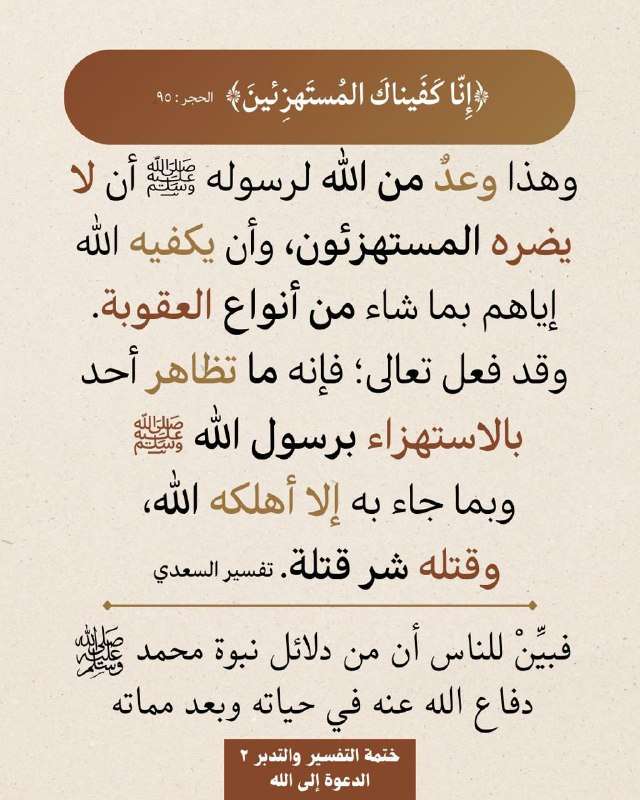 ﴿إِنّا كَفَيناكَ المُستَهزِئينَ﴾ الحجر: ٩٥
وهذا وعدٌ من الله لرسوله ﷺ أن لا
يضره المستهزئون، وأن يكفيه الله
إياهم بما شاء من أنواع العقوبة.
وقد فعل تعالى؛ فإنه ما تظاهر أحد
بالاستهزاء برسول الله ﷺ
وبما جاء به إلا أهلكه الله،
وقتله شر قتلة. تفسير السعدي
فبيِّنْ للناس أن من دلائل نبوة محمد ﷺ
دفاع الله عنه في حياته وبعد مماته
ختمة التفسير والتدبر ٢
الدعوة إلى الله